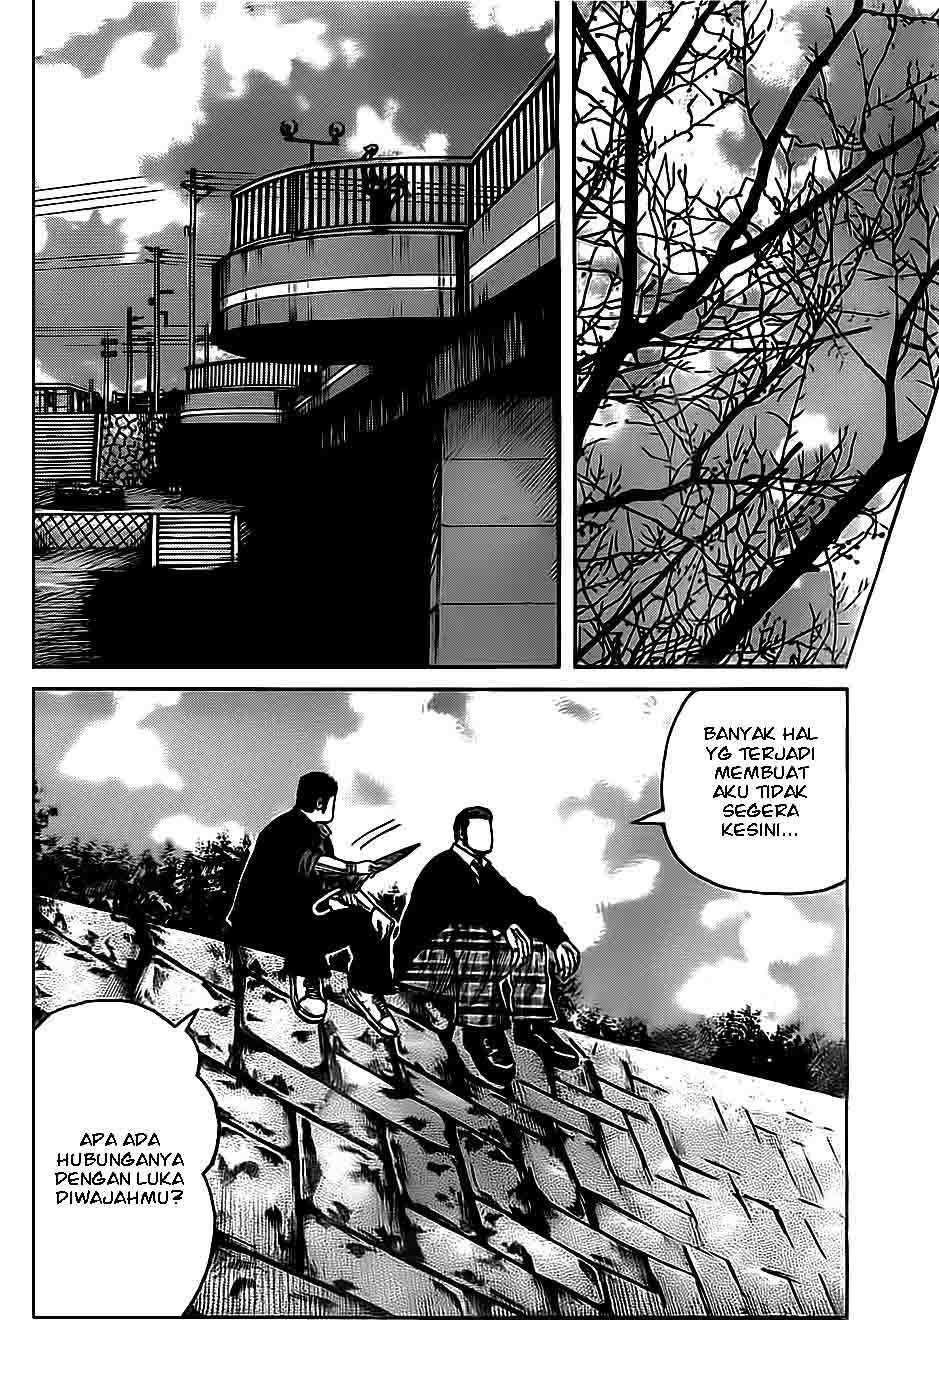 BANYAK HAL
YG TERJADI
MEMBUAT
AKU TIDAK
SEGERA
KESINI...
APA ADA
HUBUNGANYA
DENGAN LUKA
DIWAJAHMU?